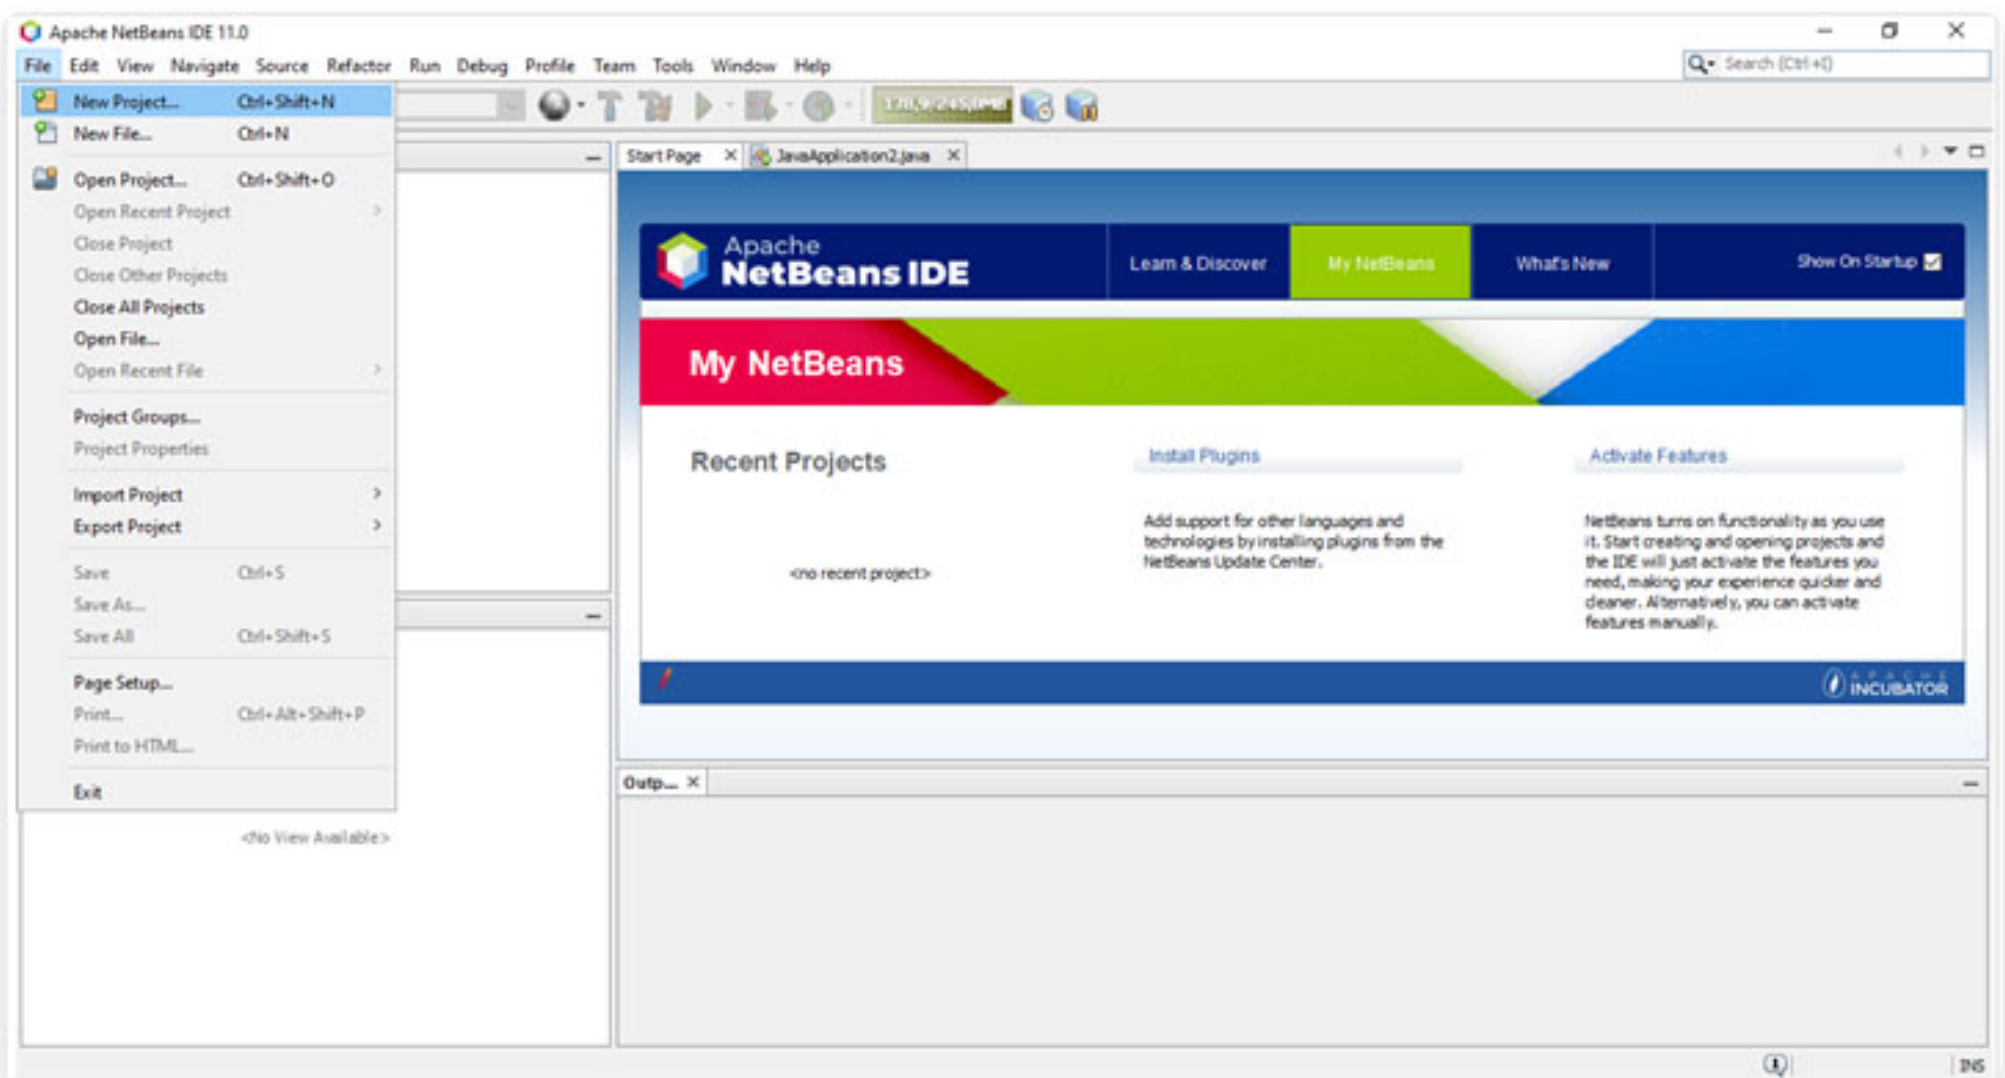 Apache NetBeans IDE 11.0
File Edit View Navigate Source Refactor Run Debug Profile Team Tools Window Help
Search (Ctrl+I)
New Project... Ctrl+Shift+N
New File... Ctrl+N
Open Project... Ctrl+Shift+O
Open Recent Project
Close Project
Close Other Projects
Close All Projects
Open File...
Open Recent File
Project Groups...
Project Properties
Import Project
Export Project
Save Ctrl+S
Save As...
Save All Ctrl+Shift+S
Page Setup...
Print... Ctrl+Alt+Shift+P
Print to HTML...
Exit
<No View Available>
178,9/245,0MB
Start Page JavaApplication2.java
Apache
NetBeans IDE
Learn & Discover
My NetBeans
What's New
Show On Startup
My NetBeans
Recent Projects
<no recent project>
Install Plugins
Add support for other languages and
technologies by installing plugins from the
NetBeans Update Center.
Activate Features
NetBeans turns on functionality as you use
it. Start creating and opening projects and
the IDE will just activate the features you
need, making your experience quicker and
cleaner. Alternatively, you can activate
features manually.
APACHE
INCUBATOR
Outp...
INS